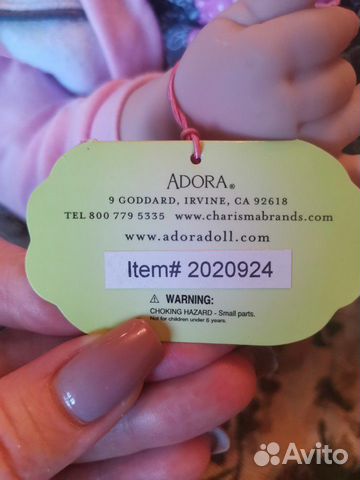 ADORA®
9 GODDARD, IRVINE, CA 92618
TEL 800 779 5335 www.charismabrands.com
www.adoradoll.com
Item# 2020924
⚠ WARNING:
CHOKING HAZARD - Small parts.
Not for children under 6 years.
Avito